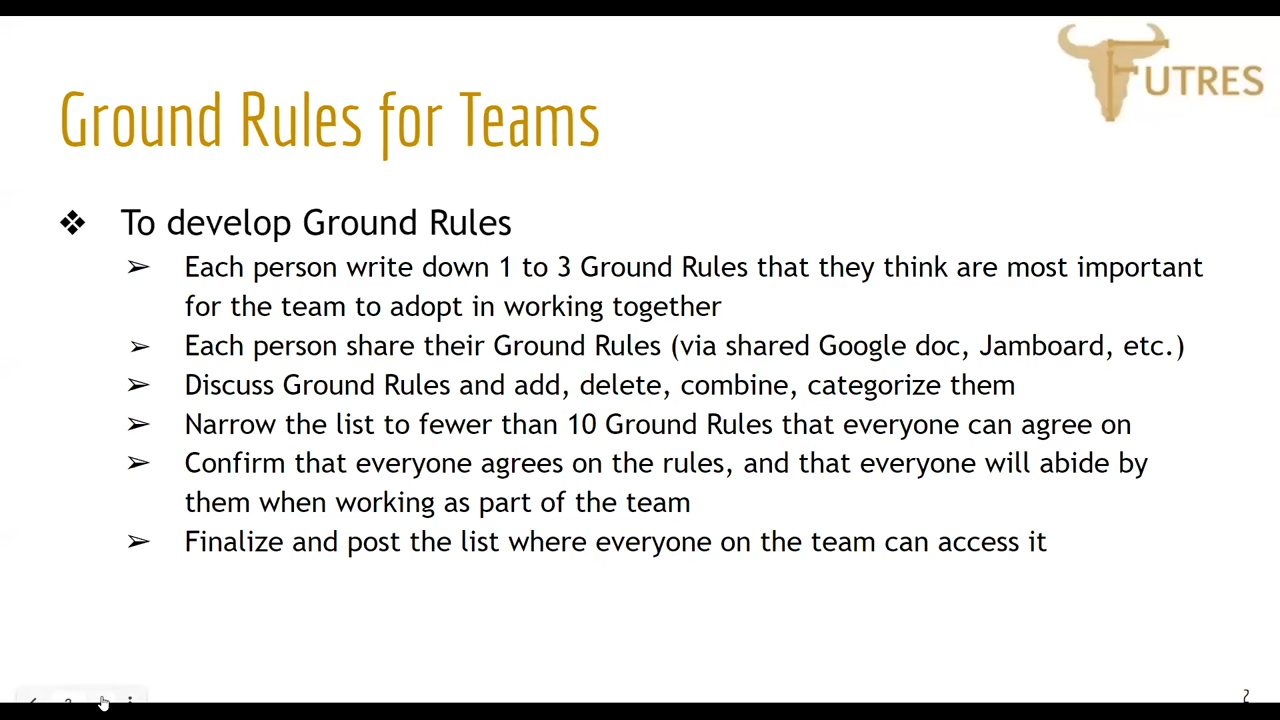 FUTRES
Ground Rules for Teams
❖ To develop Ground Rules
➢ Each person write down 1 to 3 Ground Rules that they think are most important
for the team to adopt in working together
➢ Each person share their Ground Rules (via shared Google doc, Jamboard, etc.)
➢ Discuss Ground Rules and add, delete, combine, categorize them
➢ Narrow the list to fewer than 10 Ground Rules that everyone can agree on
➢ Confirm that everyone agrees on the rules, and that everyone will abide by
them when working as part of the team
➢ Finalize and post the list where everyone on the team can access it
2